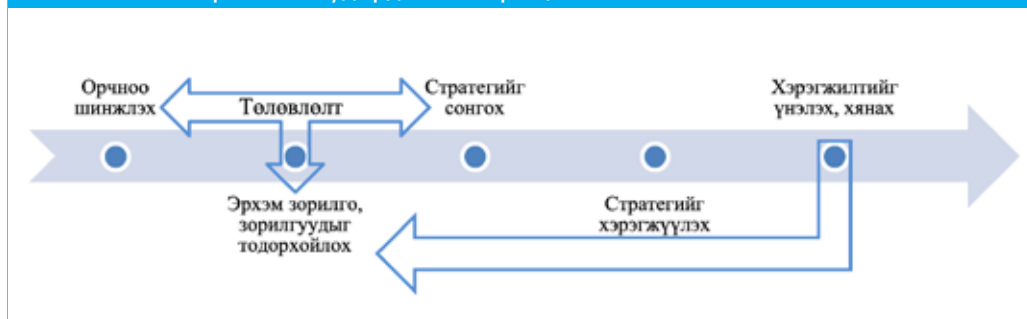 Орчноо
шинжлэх
Төлөвлөлт
Стратегийг
сонгох
Хэрэгжилтийг
үнэлэх, хянах
Эрхэм зорилго,
зорилгуудыг
тодорхойлох
Стратегийг
хэрэгжүүлэх